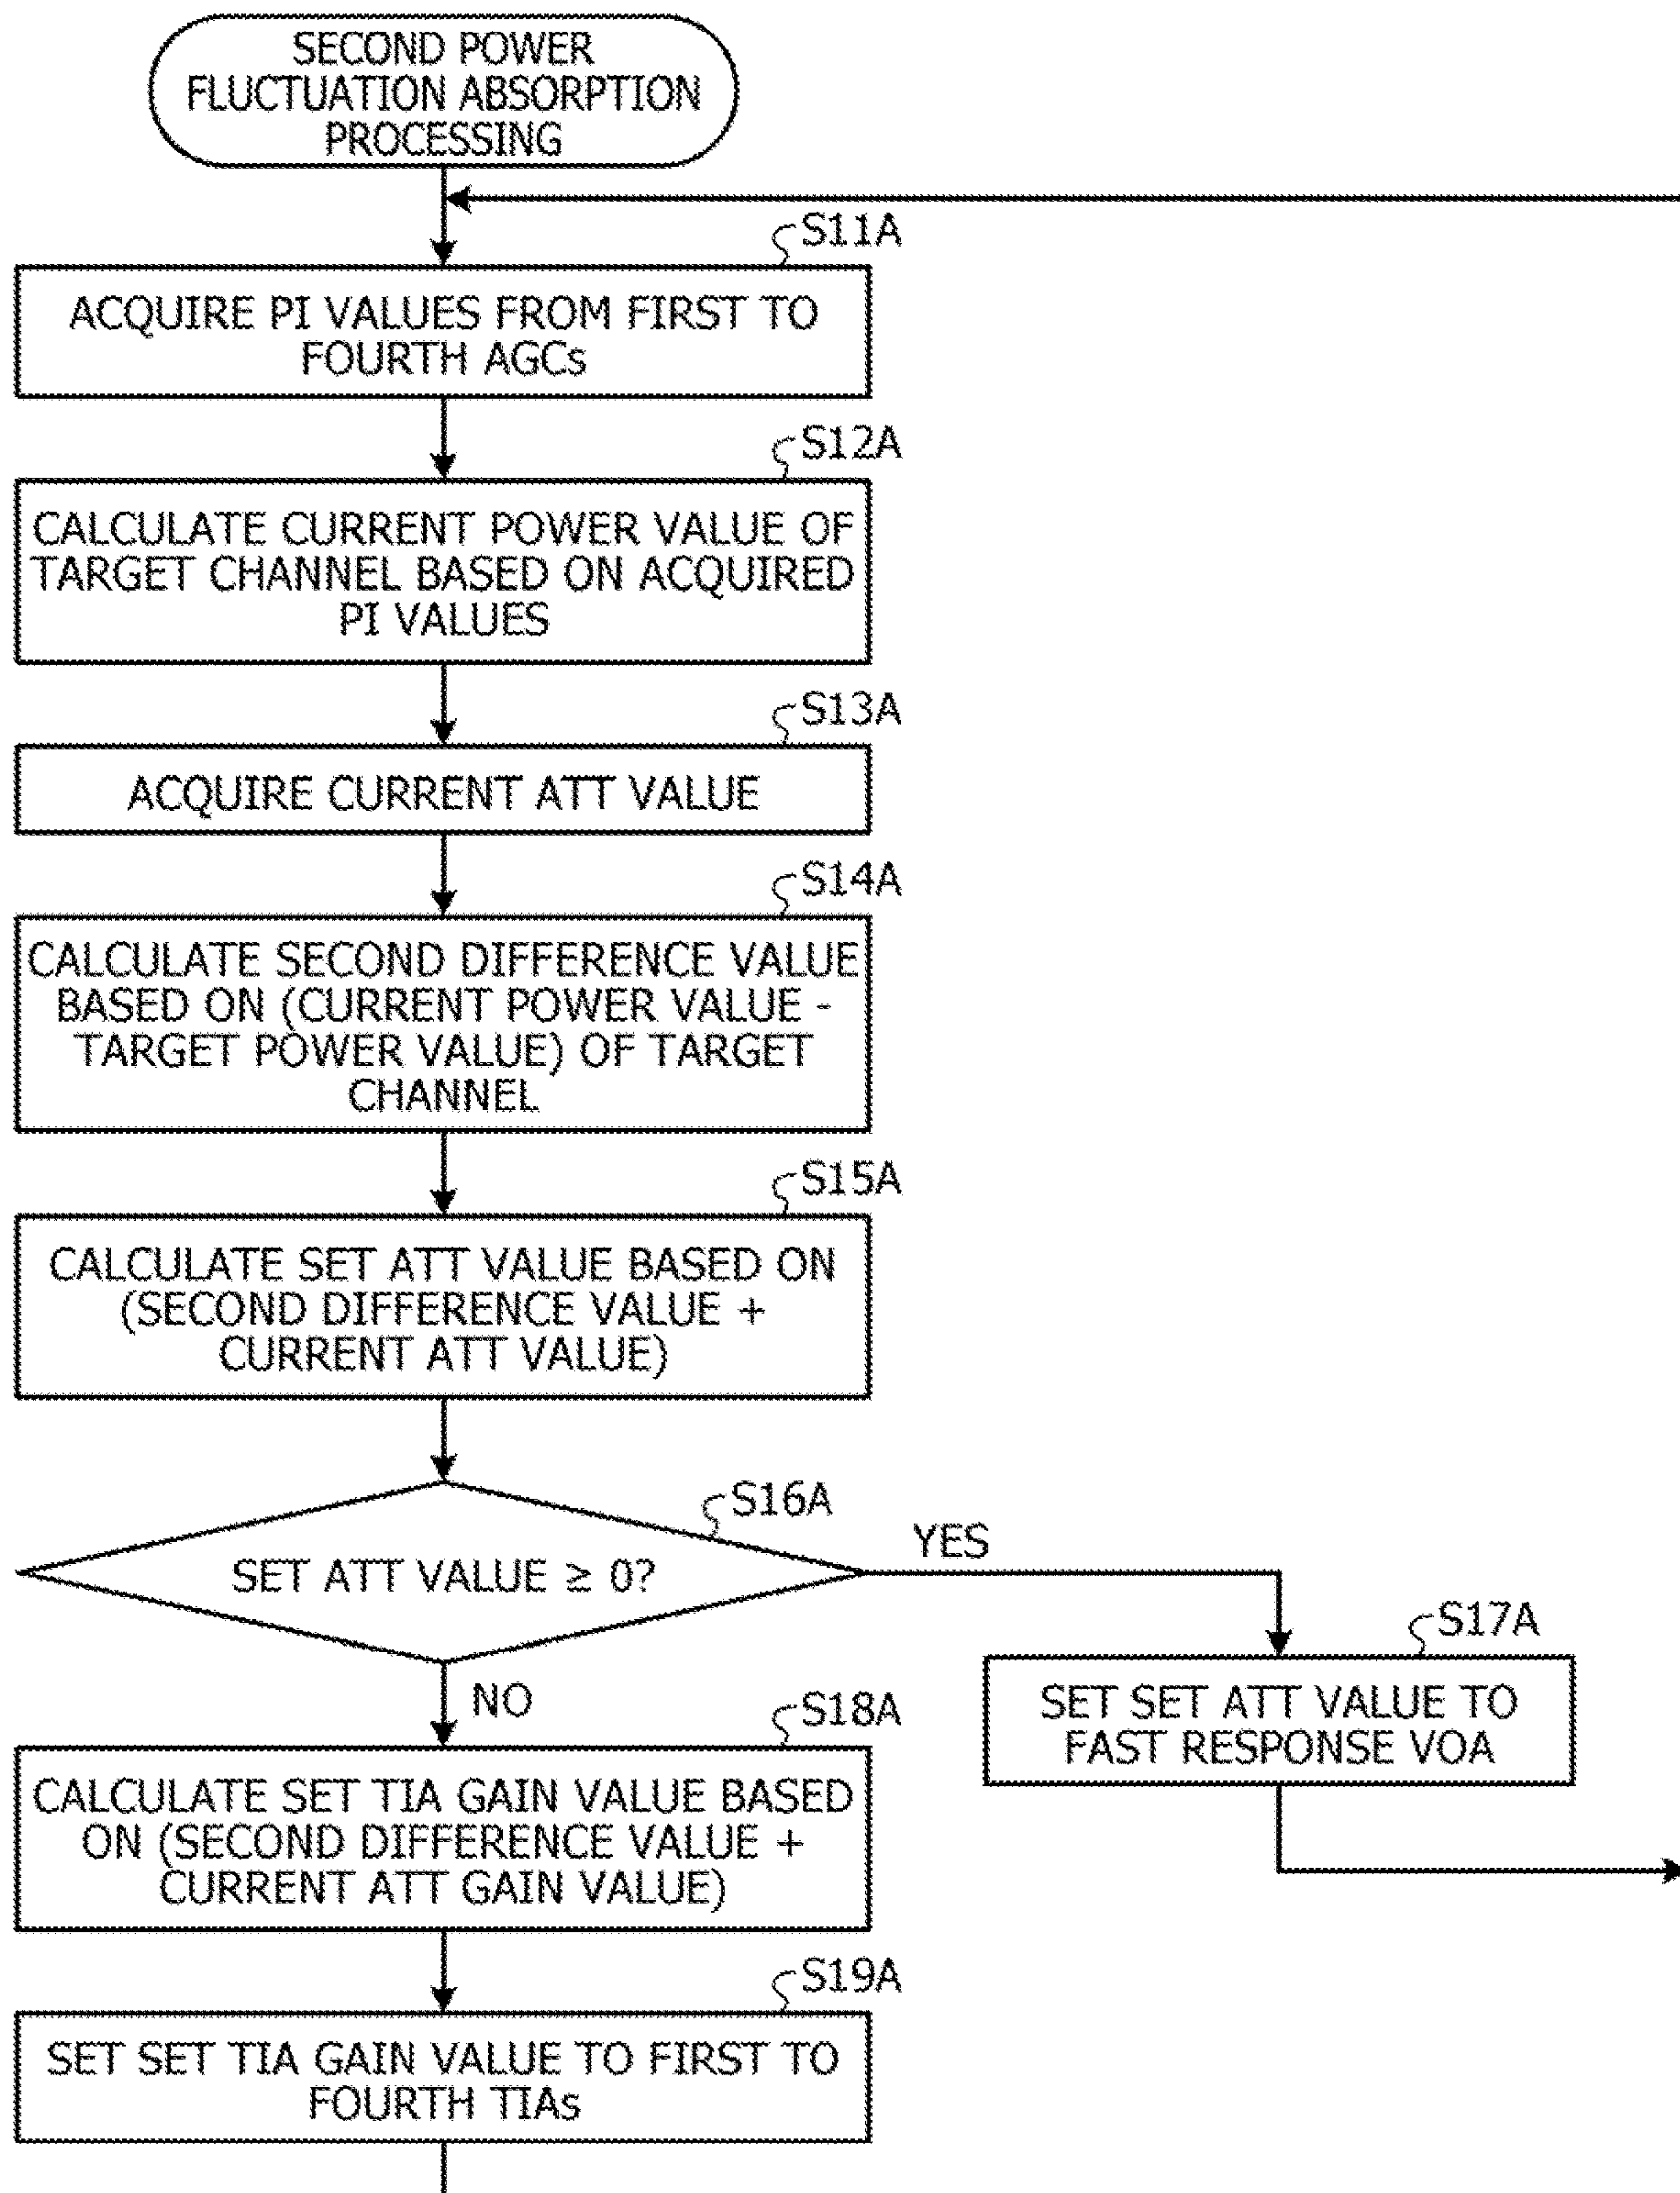 SECOND POWER
FLUCTUATION ABSORPTION
PROCESSING
S11A
ACQUIRE PI VALUES FROM FIRST TO
FOURTH AGCs
S12A
CALCULATE CURRENT POWER VALUE OF
TARGET CHANNEL BASED ON ACQUIRED
PI VALUES
S13A
ACQUIRE CURRENT ATT VALUE
S14A
CALCULATE SECOND DIFFERENCE VALUE
BASED ON (CURRENT POWER VALUE -
TARGET POWER VALUE) OF TARGET
CHANNEL
S15A
CALCULATE SET ATT VALUE BASED ON
(SECOND DIFFERENCE VALUE +
CURRENT ATT VALUE)
S16A
SET ATT VALUE ≥ 0?
YES
S17A
SET SET ATT VALUE TO
FAST RESPONSE VOA
NO
S18A
CALCULATE SET TIA GAIN VALUE BASED
ON (SECOND DIFFERENCE VALUE +
CURRENT ATT GAIN VALUE)
S19A
SET SET TIA GAIN VALUE TO FIRST TO
FOURTH TIAs